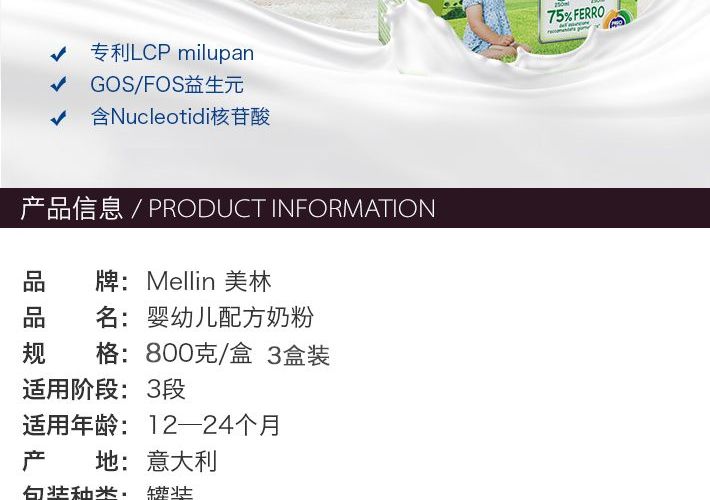 250ml 250ml
75% FERRO
dell'assunzione
raccomandata giornaliera
专利LCP milupan
GOS/FOS益生元
含Nucleotidi核苷酸
产品信息 / PRODUCT INFORMATION
品 牌： Mellin 美林
品 名： 婴幼儿配方奶粉
规 格： 800克/盒 3盒装
适用阶段： 3段
适用年龄： 12—24个月
产 地： 意大利
包装种类： 罐装